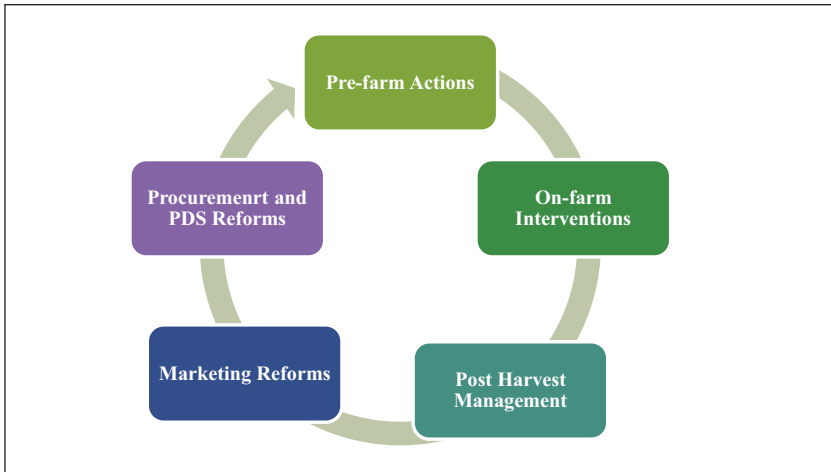 Pre-farm Actions
On-farm
Interventions
Post Harvest
Management
Marketing Reforms
Procuremenrt and
PDS Reforms